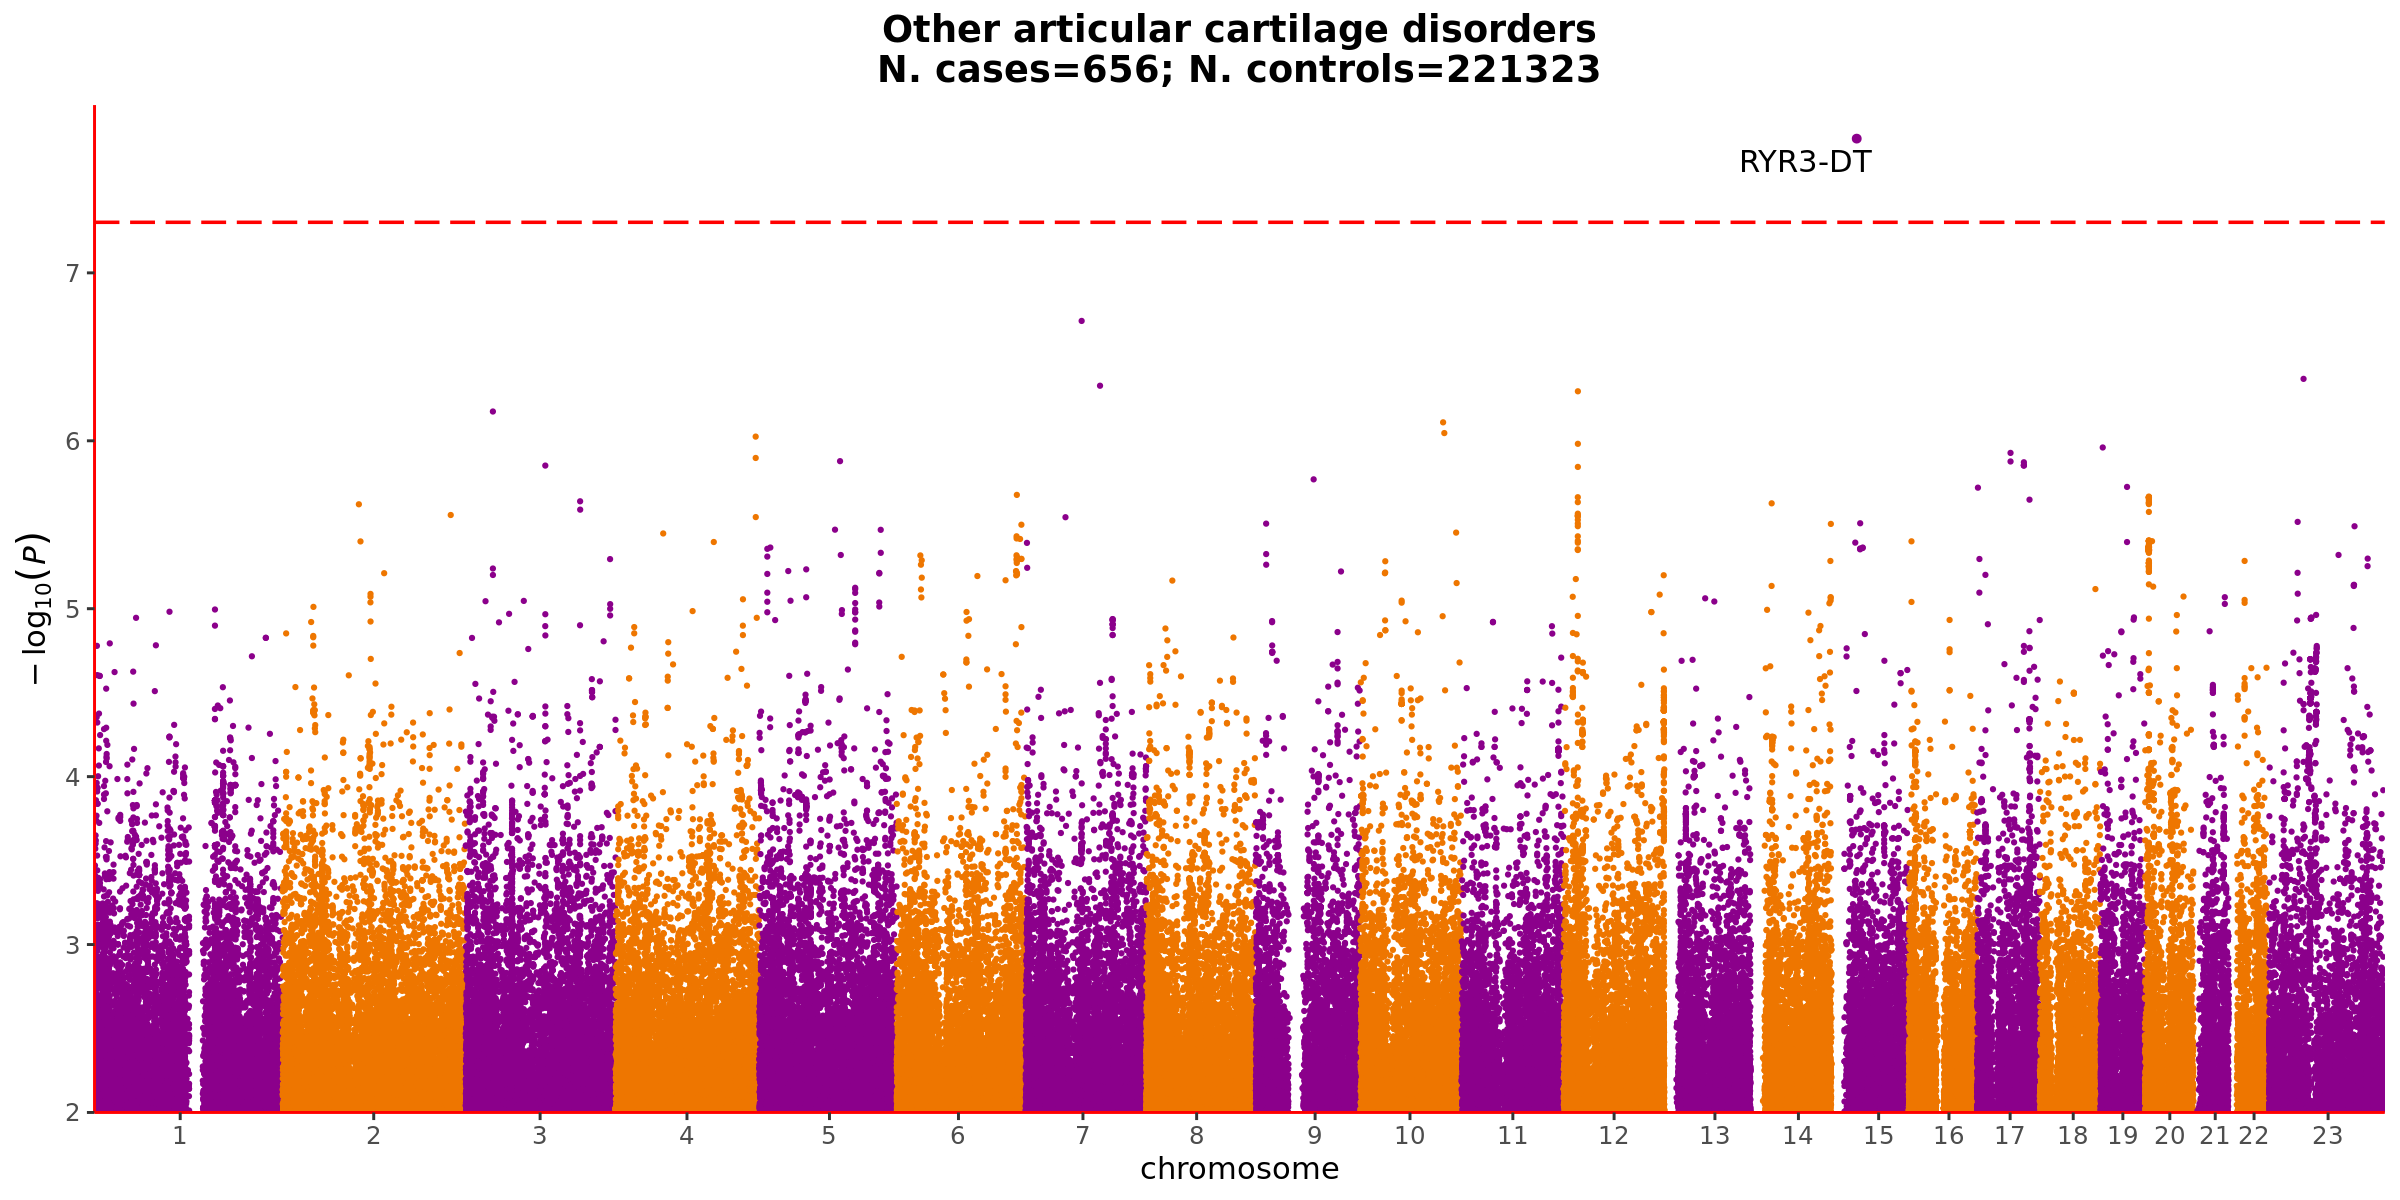 Other articular cartilage disorders
N. cases=656; N. controls=221323
RYR3-DT
7
6
5
4
3
2
− log10(P)
1 2 3 4 5 6 7 8 9 10 11 12 13 14 15 16 17 18 19 20 21 22 23
chromosome